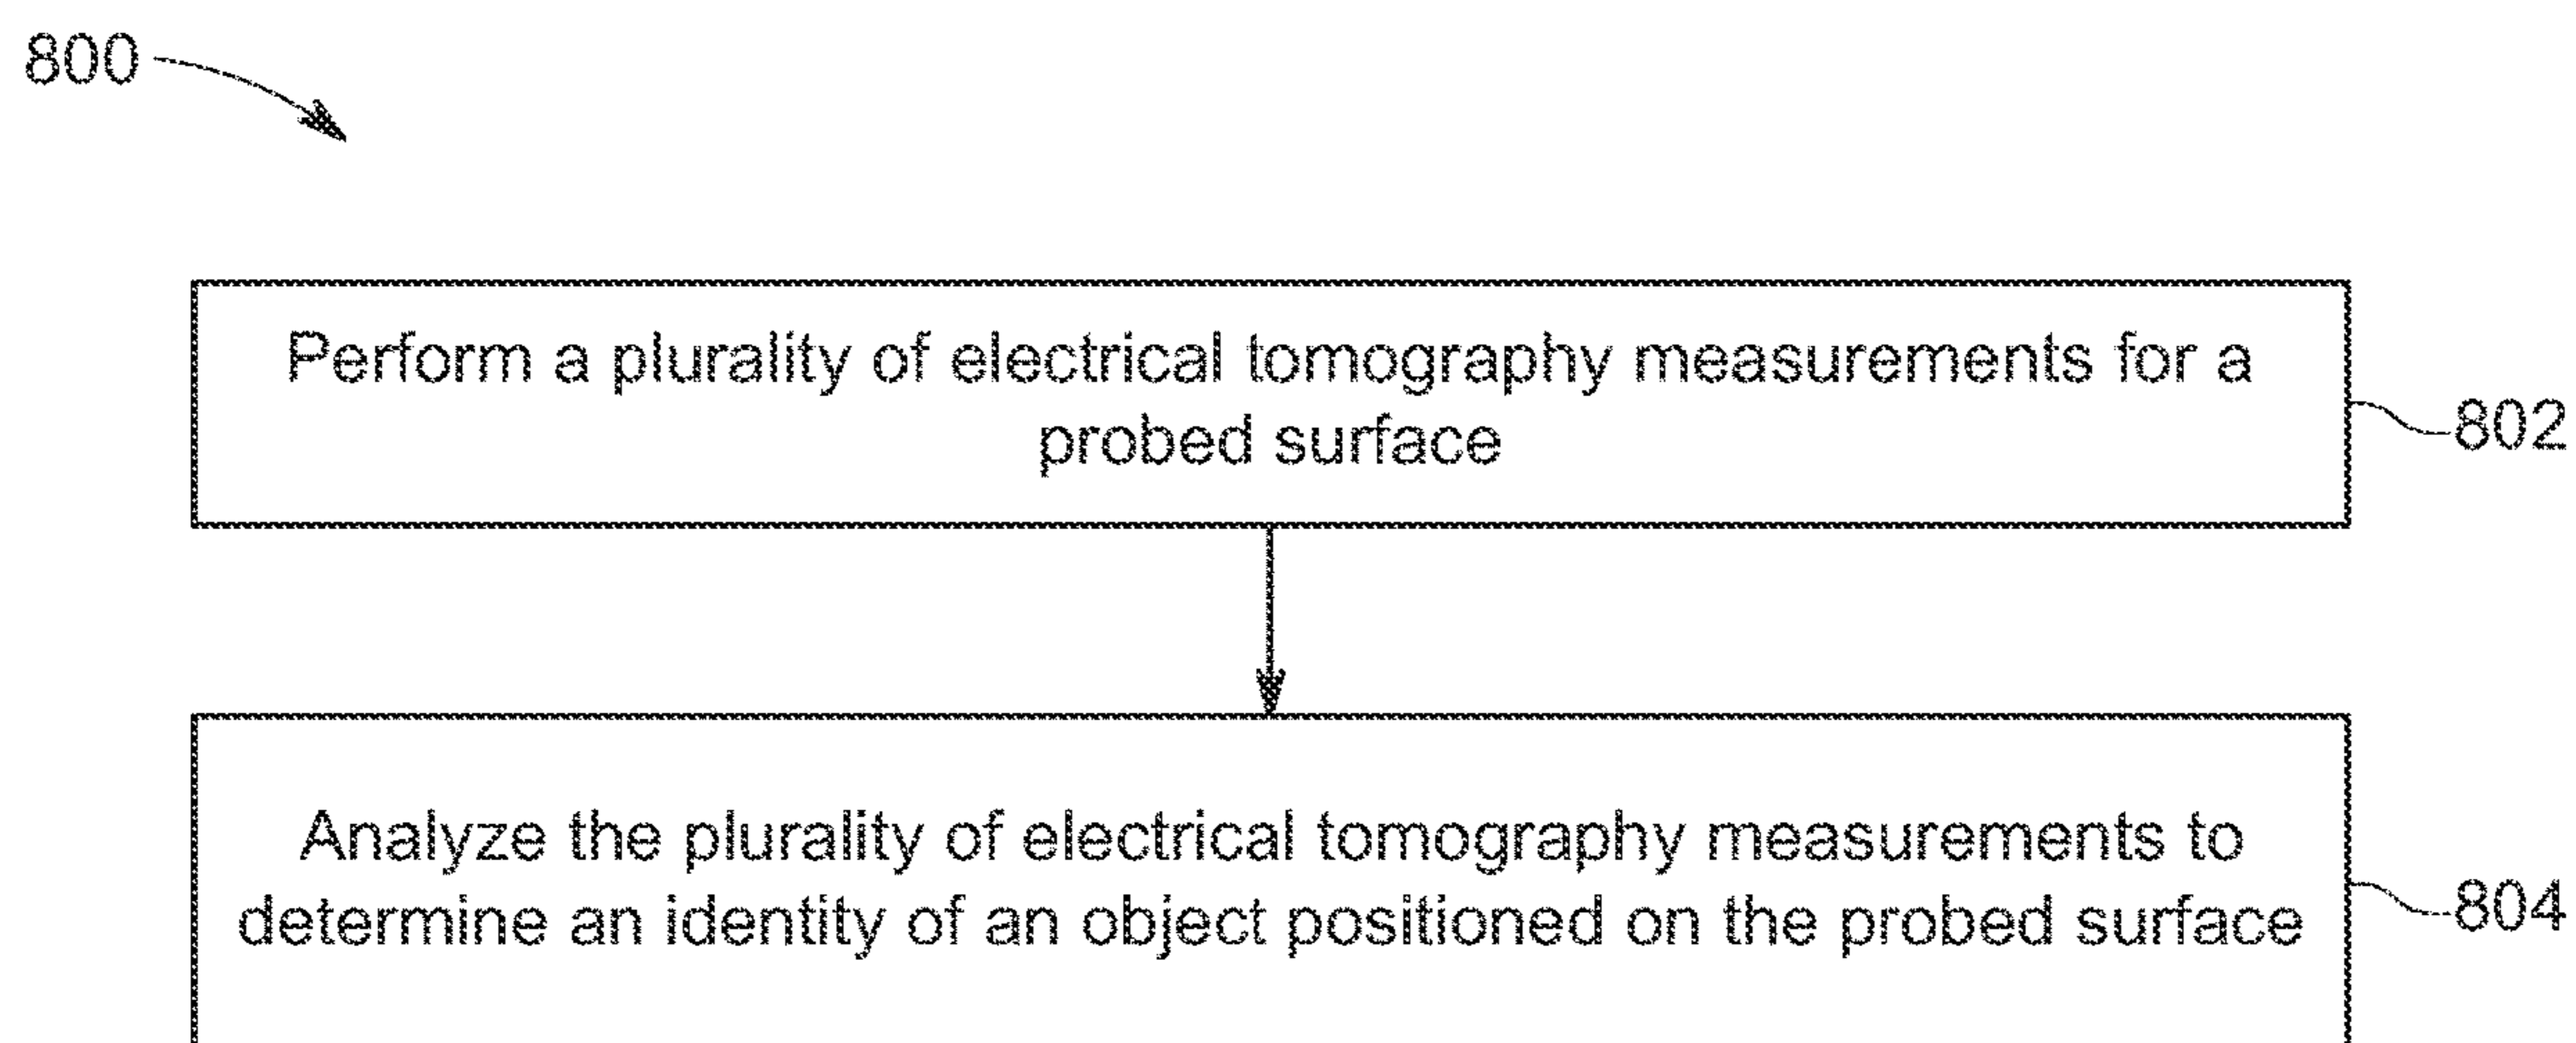 800
Perform a plurality of electrical tomography measurements for a
probed surface
802
Analyze the plurality of electrical tomography measurements to
determine an identity of an object positioned on the probed surface
804